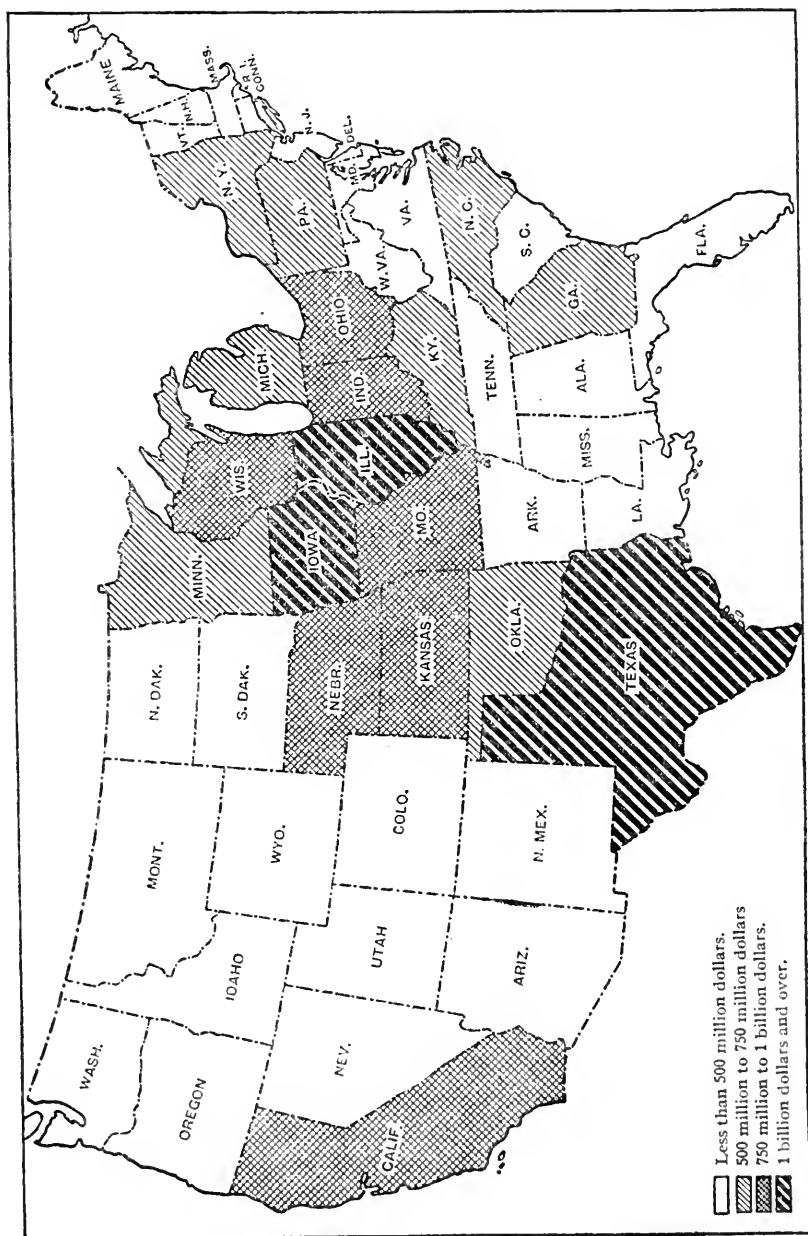 WASH.
OREGON
CALIF.
NEV.
IDAHO
MONT.
WYO.
UTAH
COLO.
ARIZ.
N. MEX.
N. DAK.
S. DAK.
NEBR.
KANSAS
OKLA.
TEXAS
MINN.
IOWA
MO.
ARK.
LA.
WIS.
ILL.
MICH.
IND.
OHIO
KY.
TENN.
MISS.
ALA.
GA.
FLA.
S. C.
N. C.
VA.
W. VA.
MD.
DEL.
PA.
N. J.
N. Y.
CONN.
R. I.
MASS.
VT.
N. H.
MAINE
Less than 500 million dollars.
500 million to 750 million dollars
750 million to 1 billion dollars.
1 billion dollars and over.